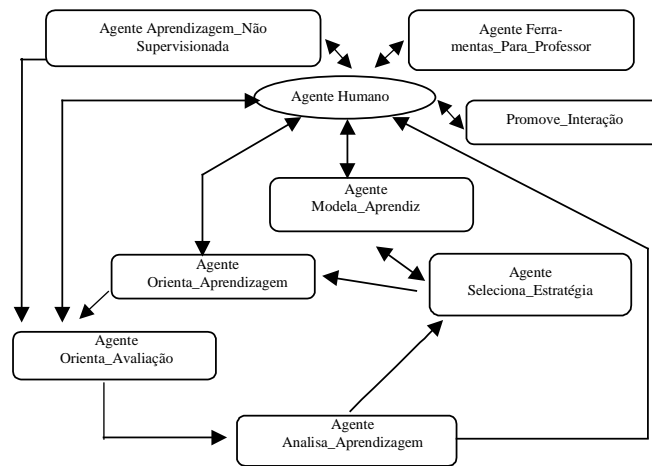 Agente Aprendizagem_Não
Supervisionada
Agente Ferra-
mentas_Para_Professor
Agente Humano
Promove_Interação
Agente
Modela_Aprendiz
Agente
Orienta_Aprendizagem
Agente
Seleciona_Estratégia
Agente
Orienta_Avaliação
Agente
Analisa_Aprendizagem